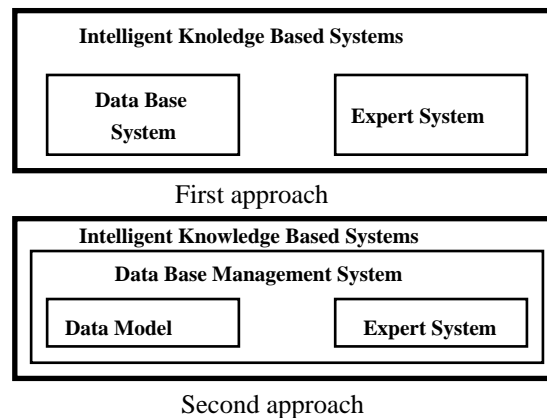 Intelligent Knoledge Based Systems
Data Base
System
Expert System
First approach
Intelligent Knowledge Based Systems
Data Base Management System
Data Model
Expert System
Second approach